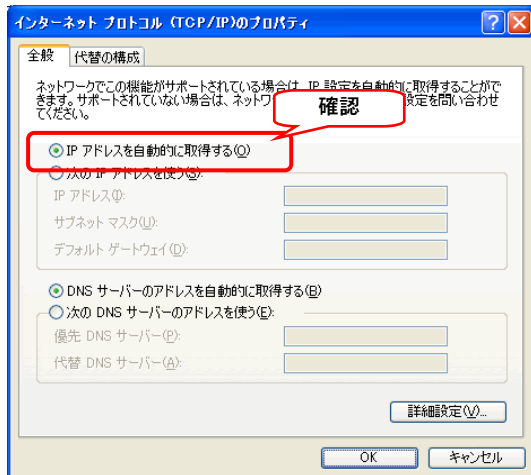 インターネット プロトコル (TCP/IP)のプロパティ
全般
代替の構成
ネットワークでこの機能がサポートされている場合は、IP 設定を自動的に取得することがで
きます。サポートされていない場合は、ネットワ
設定を問い合わせ
てください。
確認
IP アドレスを自動的に取得する(O)
次の IP アドレスを使う(S):
IP アドレス(I):
サブネット マスク(U):
デフォルト ゲートウェイ(D):
DNS サーバーのアドレスを自動的に取得する(B)
次の DNS サーバーのアドレスを使う(E):
優先 DNS サーバー(P):
代替 DNS サーバー(A):
詳細設定(V)...
OK
キャンセル